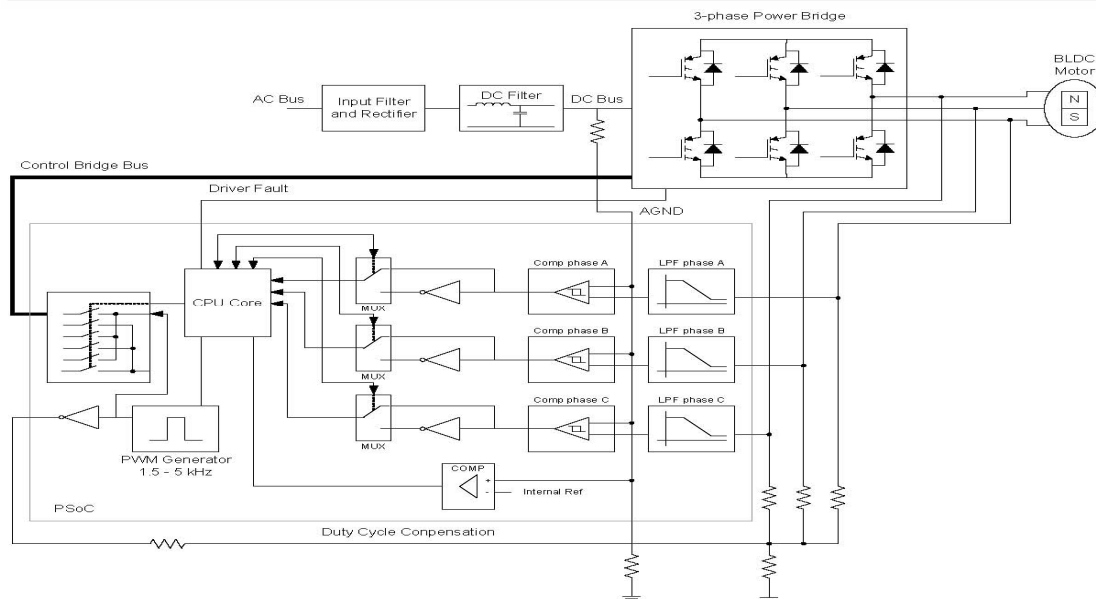 3-phase Power Bridge
BLDC
Motor
AC Bus
Input Filter
and Rectifier
DC Filter
DC Bus
N
S
Control Bridge Bus
Driver Fault
AGND
CPU Core
MUX
Comp phase A
LPF phase A
MUX
Comp phase B
LPF phase B
MUX
Comp phase C
LPF phase C
PWM Generator
1.5 - 5 kHz
COMP
+
-
Internal Ref
PSoC
Duty Cycle Conpensation